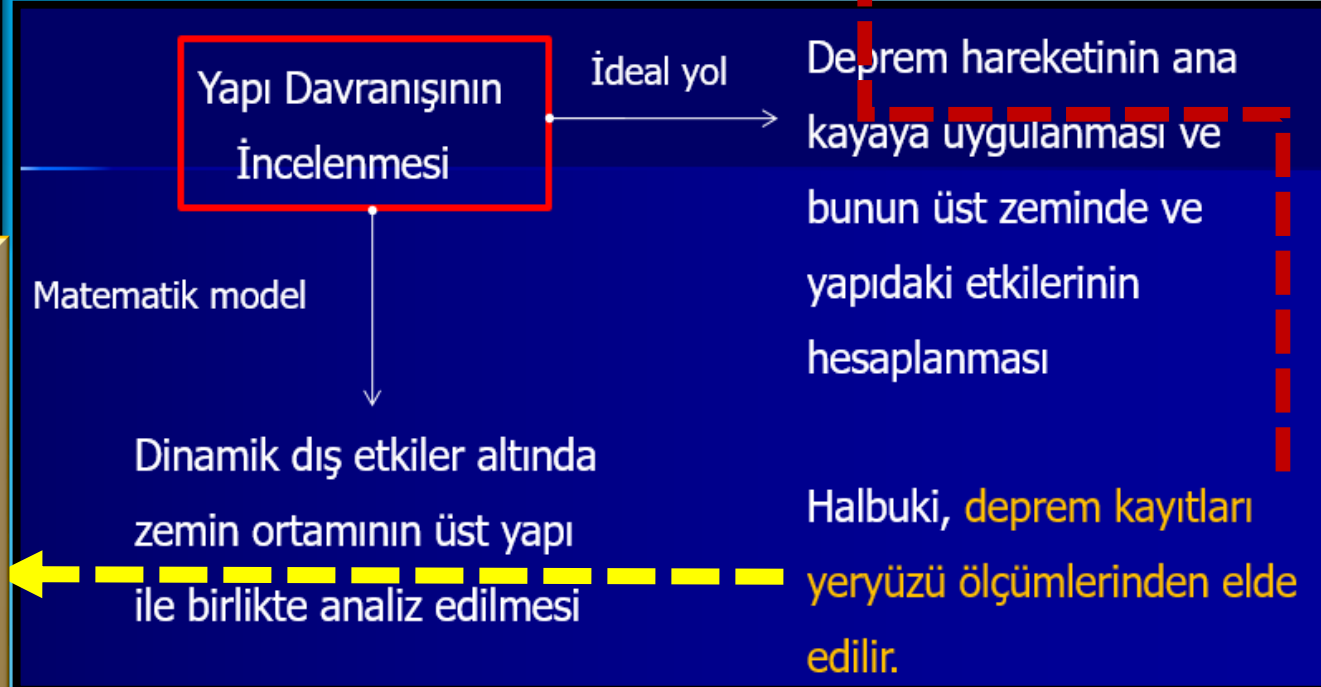 Yapı Davranışının
İncelenmesi
İdeal yol
Deprem hareketinin ana
kayaya uygulanması ve
bunun üst zeminde ve
yapıdaki etkilerinin
hesaplanması
Matematik model
Dinamik dış etkiler altında
zemin ortamının üst yapı
ile birlikte analiz edilmesi
Halbuki, deprem kayıtları
yeryüzü ölçümlerinden elde
edilir.